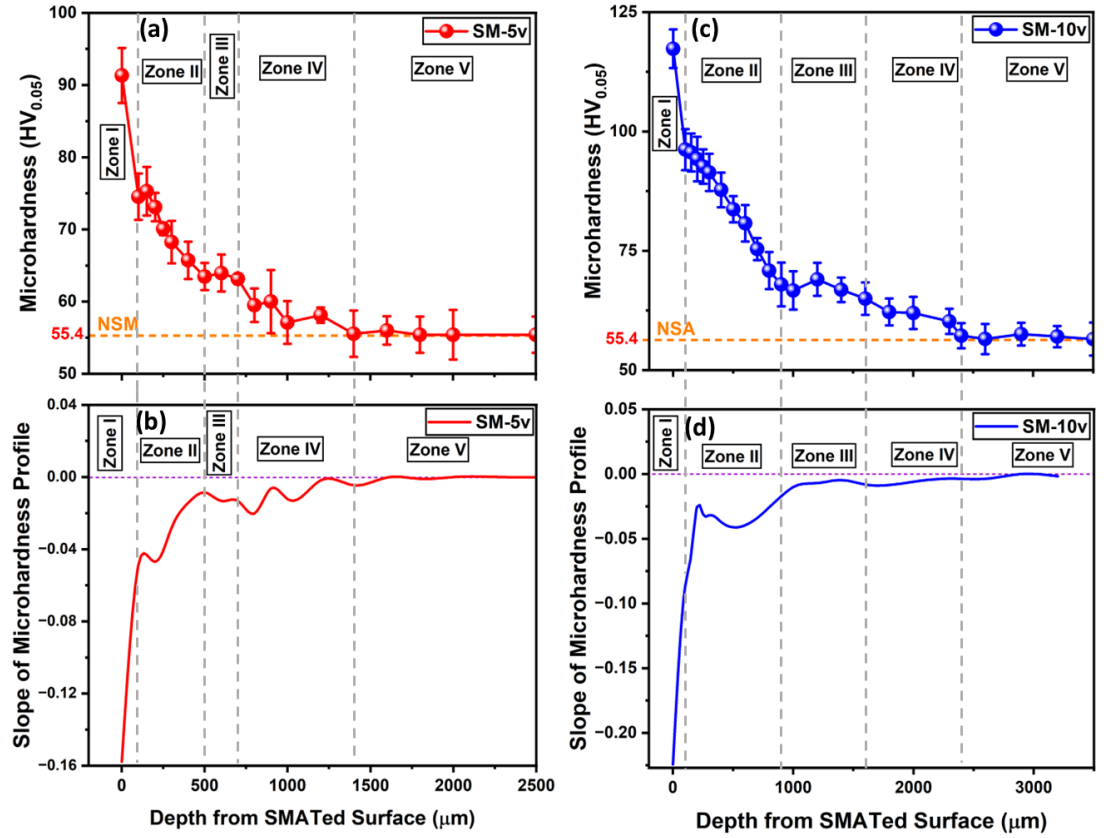 (a)
SM-5v
Zone I
Zone II
Zone III
Zone IV
Zone V
NSM
55.4
100
90
80
70
60
50
Microhardness (HV0.05)
(c)
SM-10v
Zone I
Zone II
Zone III
Zone IV
Zone V
NSA
55.4
125
100
75
50
Microhardness (HV0.05)
(b)
SM-5v
Zone I
Zone II
Zone III
Zone IV
Zone V
0.04
0.00
−0.04
−0.08
−0.12
−0.16
Slope of Microhardness Profile
0
500
1000
1500
2000
2500
Depth from SMATed Surface (μm)
(d)
SM-10v
Zone I
Zone II
Zone III
Zone IV
Zone V
0.05
0.00
−0.05
−0.10
−0.15
−0.20
Slope of Microhardness Profile
0
1000
2000
3000
Depth from SMATed Surface (μm)